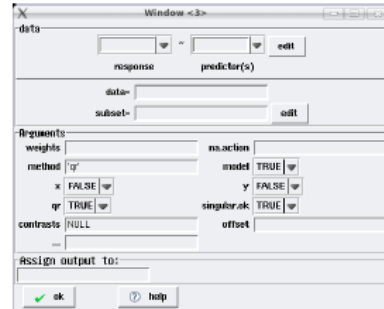 Window <3>
data
~ edit
response predictor(s)
data=
subset= edit
Arguments
weights na.action
method 'qr' model TRUE
x FALSE y FALSE
qr TRUE singular.ok TRUE
contrasts NULL offset
...
Assign output to:
ok help